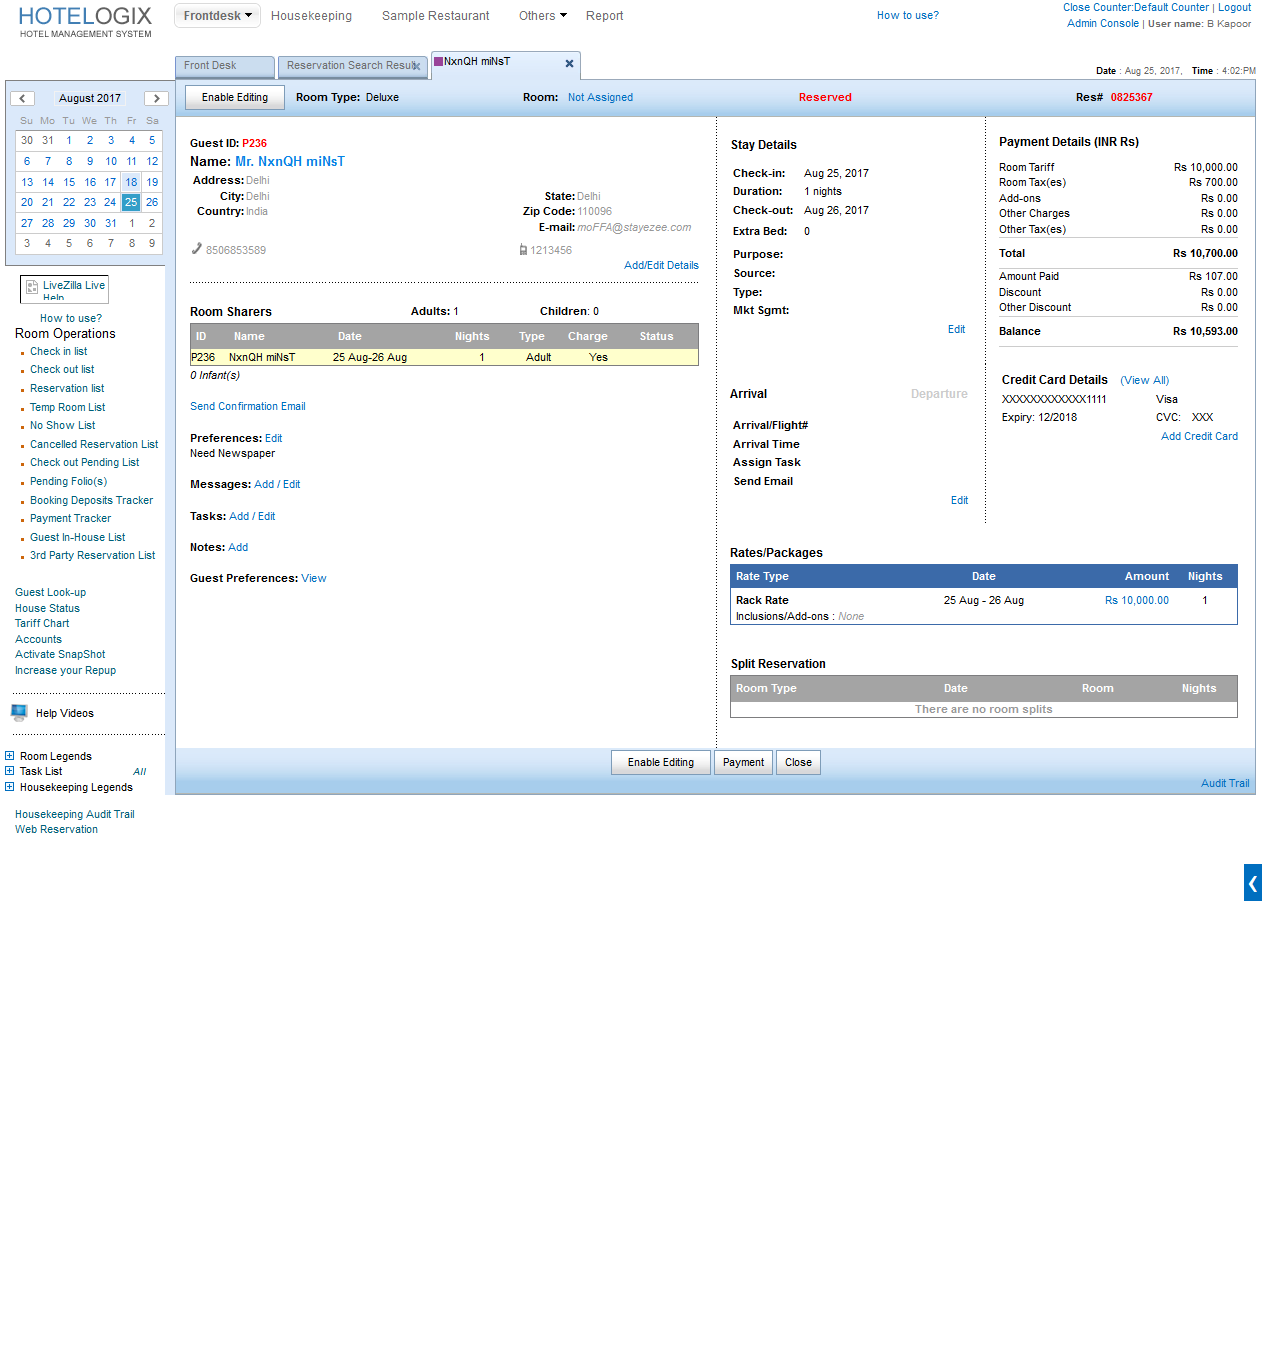 HOTELOGIX
HOTEL MANAGEMENT SYSTEM
Frontdesk
Housekeeping
Sample Restaurant
Others
Report
How to use?
Close Counter:Default Counter | Logout
Admin Console | User name: B Kapoor
Front Desk
Reservation Search Result
NxnQH miNsT
Date : Aug 25, 2017, Time : 4:02:PM
August 2017
Su Mo Tu We Th Fr Sa
30 31 1 2 3 4 5
6 7 8 9 10 11 12
13 14 15 16 17 18 19
20 21 22 23 24 25 26
27 28 29 30 31 1 2
3 4 5 6 7 8 9
LiveZilla Live Help
How to use?
Room Operations
Check in list
Check out list
Reservation list
Temp Room List
No Show List
Cancelled Reservation List
Check out Pending List
Pending Folio(s)
Booking Deposits Tracker
Payment Tracker
Guest In-House List
3rd Party Reservation List
Guest Look-up
House Status
Tariff Chart
Accounts
Activate SnapShot
Increase your Repup
Help Videos
Room Legends
Task List All
Housekeeping Legends
Housekeeping Audit Trail
Web Reservation
Enable Editing
Room Type: Deluxe
Room: Not Assigned
Reserved
Res# 0825367
Guest ID: P236
Name: Mr. NxnQH miNsT
Address: Delhi
City: Delhi
State: Delhi
Country: India
Zip Code: 110096
E-mail: moFFA@stayezee.com
8506853589
1213456
Add/Edit Details
Room Sharers
Adults: 1
Children: 0
ID Name Date Nights Type Charge Status
P236 NxnQH miNsT 25 Aug-26 Aug 1 Adult Yes
0 Infant(s)
Send Confirmation Email
Preferences: Edit
Need Newspaper
Messages: Add / Edit
Tasks: Add / Edit
Notes: Add
Guest Preferences: View
Stay Details
Check-in: Aug 25, 2017
Duration: 1 nights
Check-out: Aug 26, 2017
Extra Bed: 0
Purpose:
Source:
Type:
Mkt Sgmt:
Edit
Arrival
Departure
Arrival/Flight#
Arrival Time
Assign Task
Send Email
Edit
Payment Details (INR Rs)
Room Tariff Rs 10,000.00
Room Tax(es) Rs 700.00
Add-ons Rs 0.00
Other Charges Rs 0.00
Other Tax(es) Rs 0.00
Total Rs 10,700.00
Amount Paid Rs 107.00
Discount Rs 0.00
Other Discount Rs 0.00
Balance Rs 10,593.00
Credit Card Details (View All)
XXXXXXXXXXXX1111 Visa
Expiry: 12/2018 CVC: XXX
Add Credit Card
Rates/Packages
Rate Type Date Amount Nights
Rack Rate 25 Aug - 26 Aug Rs 10,000.00 1
Inclusions/Add-ons : None
Split Reservation
Room Type Date Room Nights
There are no room splits
Enable Editing
Payment
Close
Audit Trail